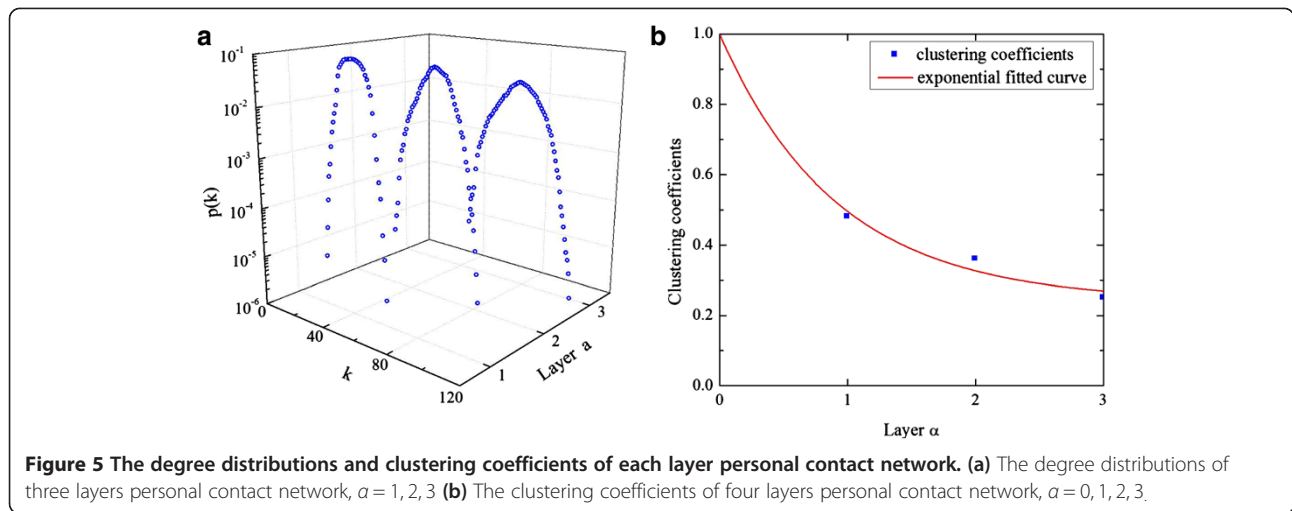 a
10^-1
10^-2
10^-3
10^-4
10^-5
10^-6
p(k)
0
40
80
120
k
1
2
3
Layer a
b
clustering coefficients
exponential fitted curve
1.0
0.8
0.6
0.4
0.2
0.0
Clustering coefficients
0
1
2
3
Layer α
Figure 5 The degree distributions and clustering coefficients of each layer personal contact network. (a) The degree distributions of
three layers personal contact network, α = 1, 2, 3 (b) The clustering coefficients of four layers personal contact network, α = 0, 1, 2, 3.